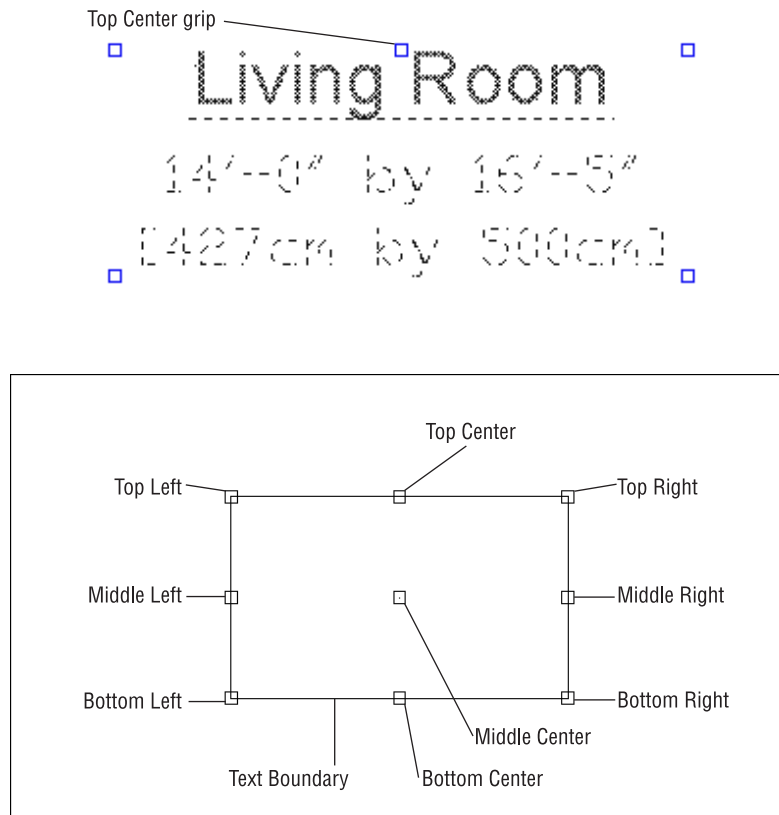 Top Center grip
Living Room
14'--0" by 16'--5"
[427cm by 500cm]
Top Center
Top Left
Top Right
Middle Left
Middle Right
Bottom Left
Bottom Right
Middle Center
Text Boundary
Bottom Center